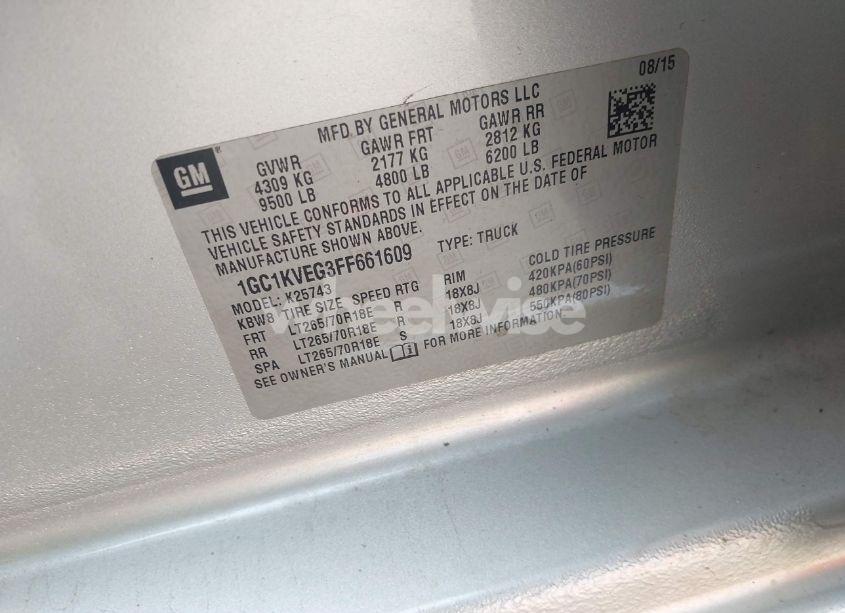 08/15
MFD BY GENERAL MOTORS LLC
GM
GVWR GAWR FRT GAWR RR
4309 KG 2177 KG 2812 KG
9500 LB 4800 LB 6200 LB
THIS VEHICLE CONFORMS TO ALL APPLICABLE U.S. FEDERAL MOTOR
VEHICLE SAFETY STANDARDS IN EFFECT ON THE DATE OF
MANUFACTURE SHOWN ABOVE.
1GC1KVEG3FF661609 TYPE: TRUCK
MODEL: K25743
KBW8 TIRE SIZE SPEED RTG RIM COLD TIRE PRESSURE
FRT LT265/70R18E R 18X8J 420KPA(60PSI)
RR LT265/70R18E R 18X8J 480KPA(70PSI)
SPA LT265/70R18E S 18X8J 550KPA(80PSI)
SEE OWNER'S MANUAL FOR MORE INFORMATION
wheelwise